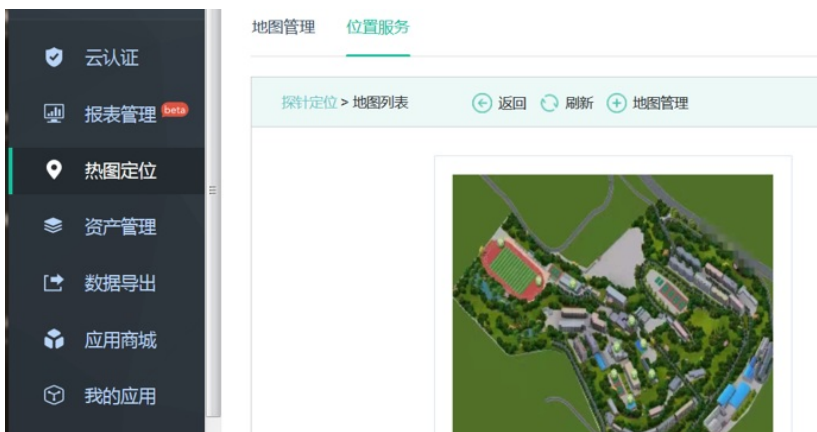 地图管理 位置服务
云认证
报表管理 beta
热图定位
资产管理
数据导出
应用商城
我的应用
探针定位 > 地图列表 返回 刷新 地图管理